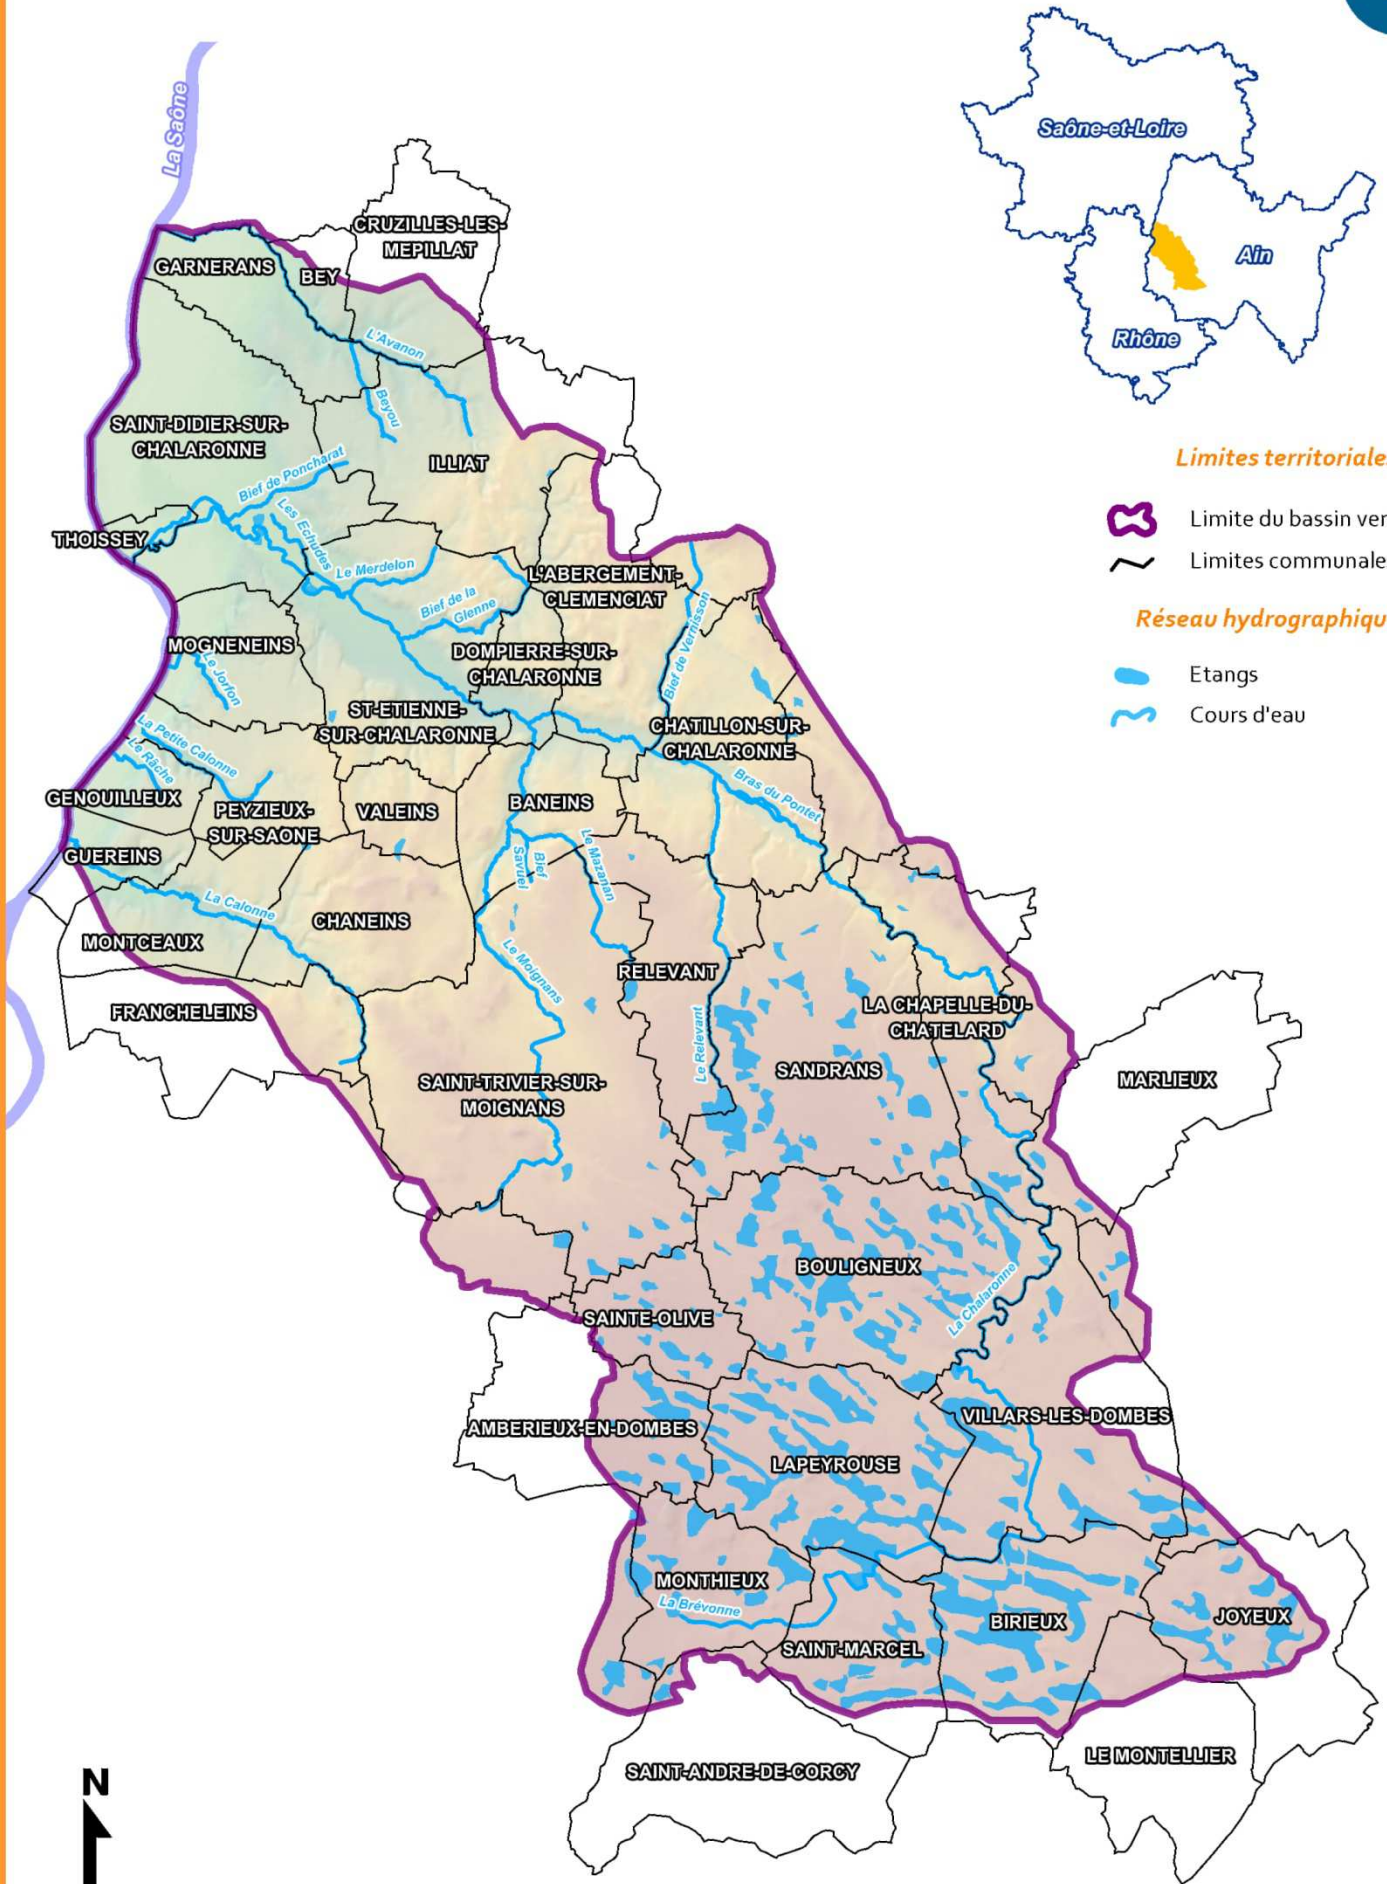 La Saône
Saône-et-Loire
Ain
Rhône
Limites territoriale
Limite du bassin ver
Limites communale
Réseau hydrographiqu
Etangs
Cours d'eau
CRUZILLES-LES-
MEPILLAT
GARNERANS
BEY
L'Avanon
Beyou
SAINT-DIDIER-SUR-
CHALARONNE
ILLIAT
Bief de Poncharat
Les Echudes
THOISSEY
Le Merdelon
L'ABERGEMENT-
CLEMENCIAT
Bief de la
Glenne
Bief de Vernisson
MOGNENEINS
Le Jorfon
DOMPIERRE-SUR-
CHALARONNE
ST-ETIENNE-
SUR-CHALARONNE
CHATILLON-SUR-
CHALARONNE
La Petite Calonne
Le Râche
Bras du Pontet
GENOUILLEUX
PEYZIEUX-
SUR-SAONE
VALEINS
BANEINS
GUEREINS
Bief
Savuel
Le Mazanan
La Calonne
CHANEINS
MONTCEAUX
Le Moignans
RELEVANT
FRANCHELEINS
LA CHAPELLE-DU-
CHATELARD
Le Relevant
SANDRANS
MARLIEUX
SAINT-TRIVIER-SUR-
MOIGNANS
BOULIGNEUX
La Chalaronne
SAINTE-OLIVE
AMBERIEUX-EN-DOMBES
VILLARS-LES-DOMBES
LAPEYROUSE
MONTHIEUX
La Brévonne
BIRIEUX
JOYEUX
SAINT-MARCEL
LE MONTELLIER
SAINT-ANDRE-DE-CORCY
N